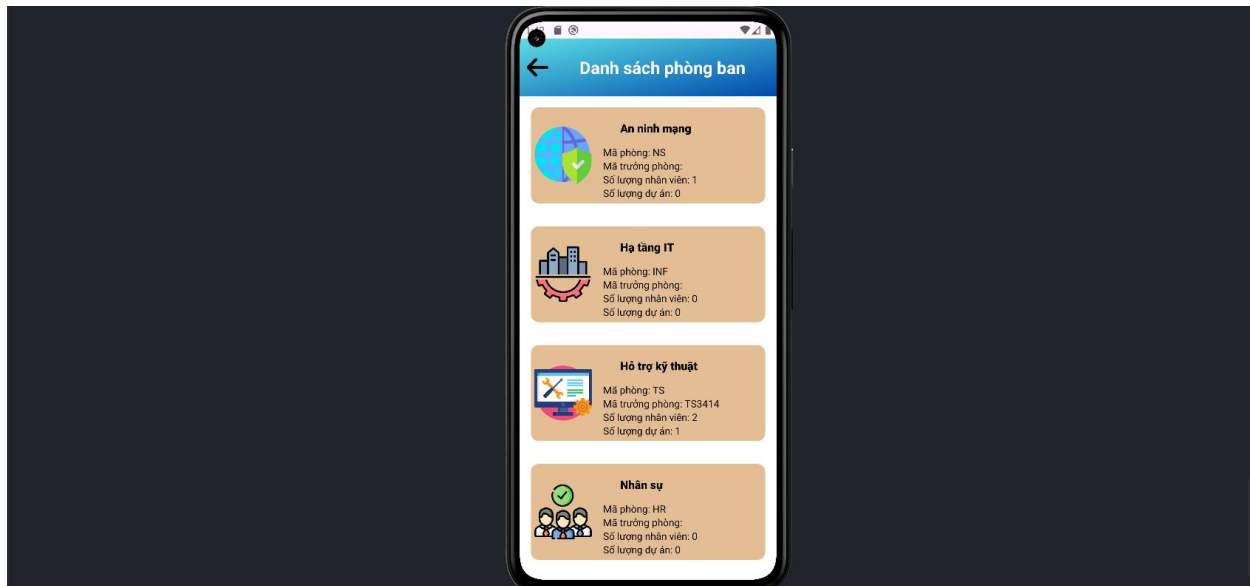 Danh sách phòng ban
An ninh mạng
Mã phòng: NS
Mã trưởng phòng:
Số lượng nhân viên: 1
Số lượng dự án: 0
Hạ tầng IT
Mã phòng: INF
Mã trưởng phòng:
Số lượng nhân viên: 0
Số lượng dự án: 0
Hỗ trợ kỹ thuật
Mã phòng: TS
Mã trưởng phòng: TS3414
Số lượng nhân viên: 2
Số lượng dự án: 1
Nhân sự
Mã phòng: HR
Mã trưởng phòng:
Số lượng nhân viên: 0
Số lượng dự án: 0